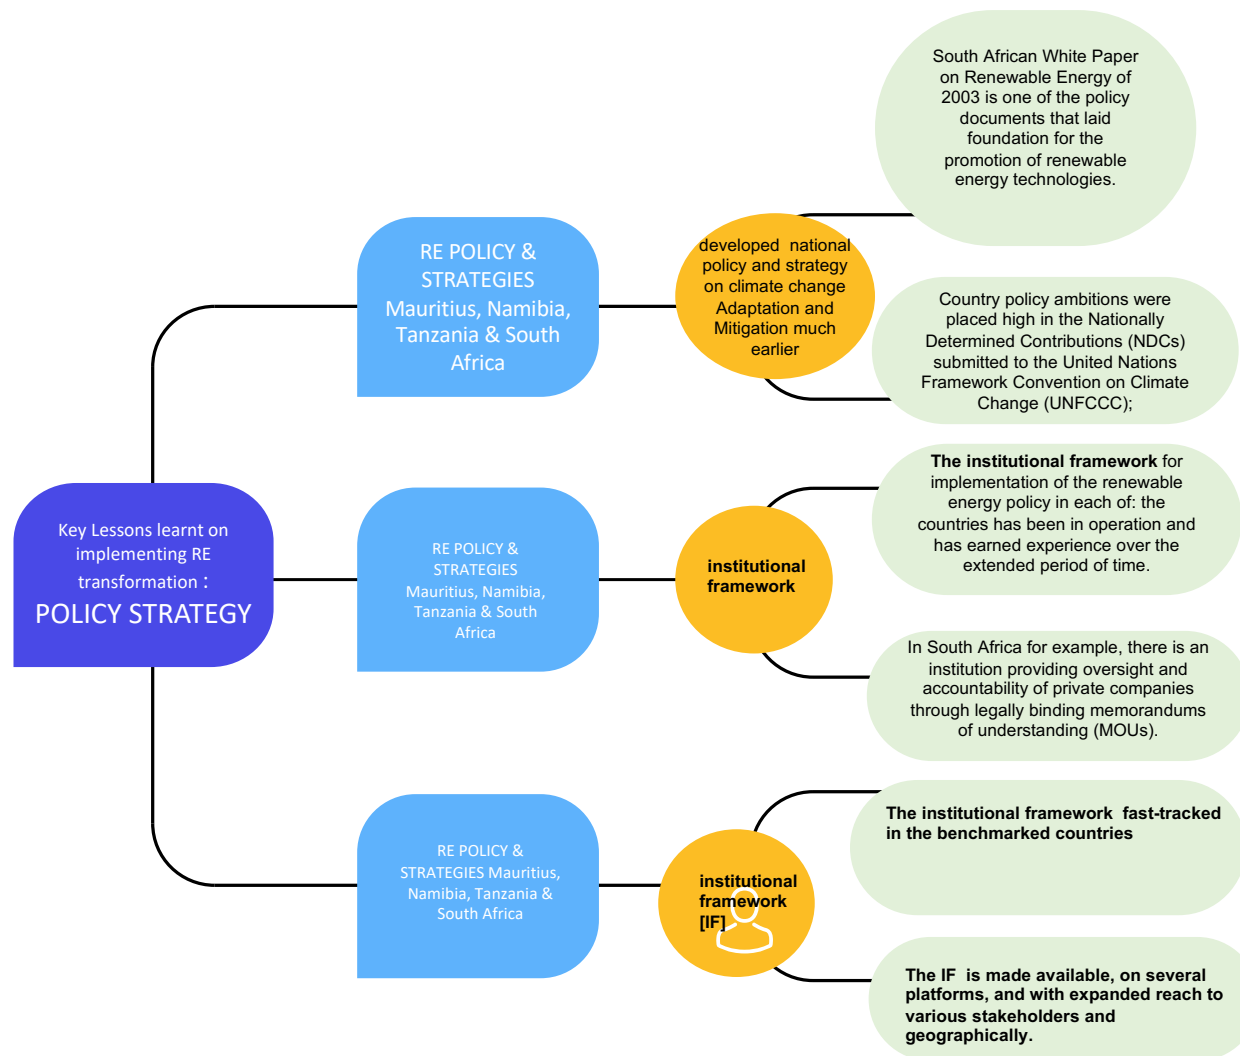 South African White Paper
on Renewable Energy of
2003 is one of the policy
documents that laid
foundation for the
promotion of renewable
energy technologies.
RE POLICY &
STRATEGIES
Mauritius, Namibia,
Tanzania & South
Africa
developed national
policy and strategy
on climate change
Adaptation and
Mitigation much
earlier
Country policy ambitions were
placed high in the Nationally
Determined Contributions (NDCs)
submitted to the United Nations
Framework Convention on Climate
Change (UNFCCC);
Key Lessons learnt on
implementing RE
transformation :
POLICY STRATEGY
RE POLICY &
STRATEGIES
Mauritius, Namibia,
Tanzania & South
Africa
institutional
framework
The institutional framework for
implementation of the renewable
energy policy in each of: the
countries has been in operation and
has earned experience over the
extended period of time.
In South Africa for example, there is an
institution providing oversight and
accountability of private companies
through legally binding memorandums
of understanding (MOUs).
RE POLICY &
STRATEGIES Mauritius,
Namibia, Tanzania &
South Africa
institutional
framework
[IF]
The institutional framework fast-tracked
in the benchmarked countries
The IF is made available, on several
platforms, and with expanded reach to
various stakeholders and
geographically.